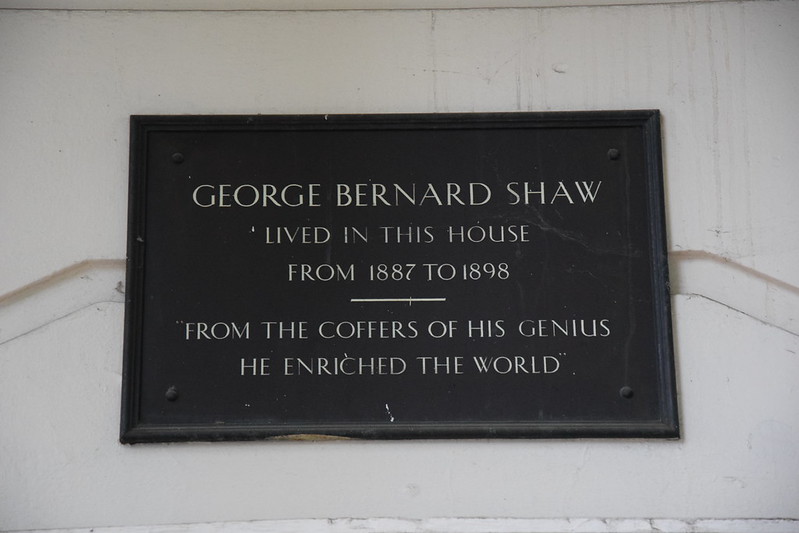 GEORGE BERNARD SHAW
LIVED IN THIS HOUSE
FROM 1887 TO 1898
"FROM THE COFFERS OF HIS GENIUS
HE ENRICHED THE WORLD".